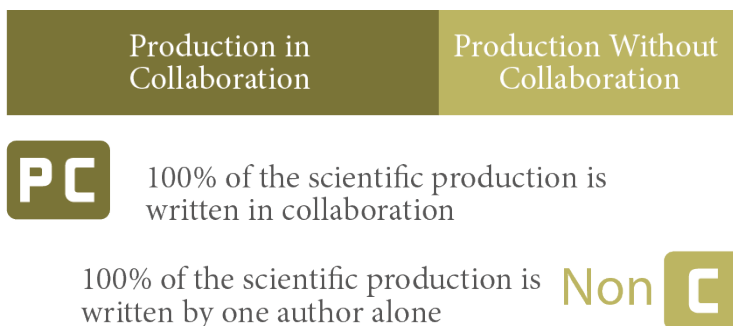 Production in
Collaboration
Production Without
Collaboration
PC
100% of the scientific production is
written in collaboration
100% of the scientific production is
written by one author alone
Non C